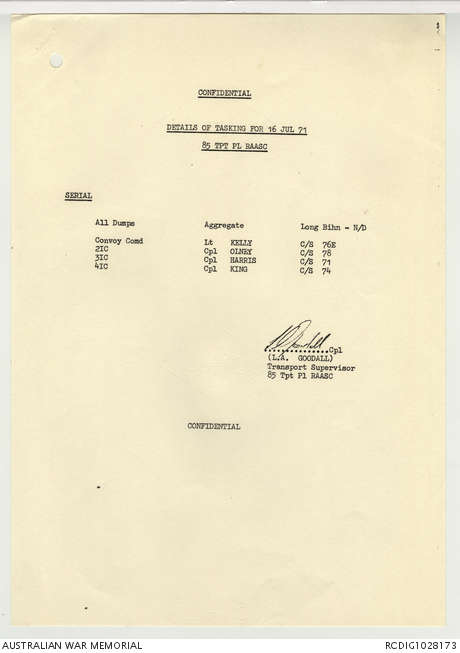 CONFIDENTIAL
DETAILS OF TASKING FOR 16 JUL 71
85 TPT PL RAASC
SERIAL
All Dumps Aggregate Long Bihn - N/D
Convoy Comd Lt KELLY C/S 76E
2IC Cpl OLNEY C/S 78
3IC Cpl HARRIS C/S 71
4IC Cpl KING C/S 74
..............Cpl
(L.A. GOODALL)
Transport Supervisor
85 Tpt Pl RAASC
CONFIDENTIAL
AUSTRALIAN WAR MEMORIAL RCDIG1028173